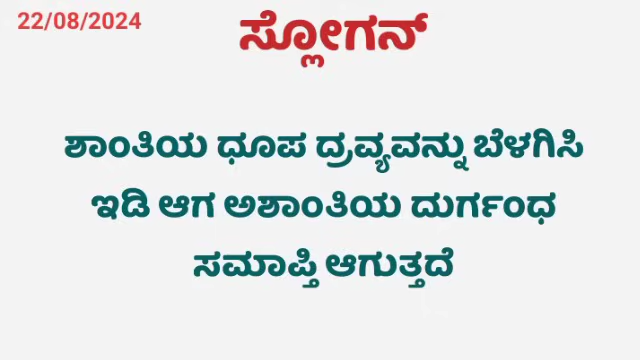 22/08/2024
ಸ್ಲೋಗನ್
ಶಾಂತಿಯ ಧೂಪ ದ್ರವ್ಯವನ್ನು ಬೆಳಗಿಸಿ
ಇಡಿ ಆಗ ಅಶಾಂತಿಯ ದುರ್ಗಂಧ
ಸಮಾಪ್ತಿ ಆಗುತ್ತದೆ